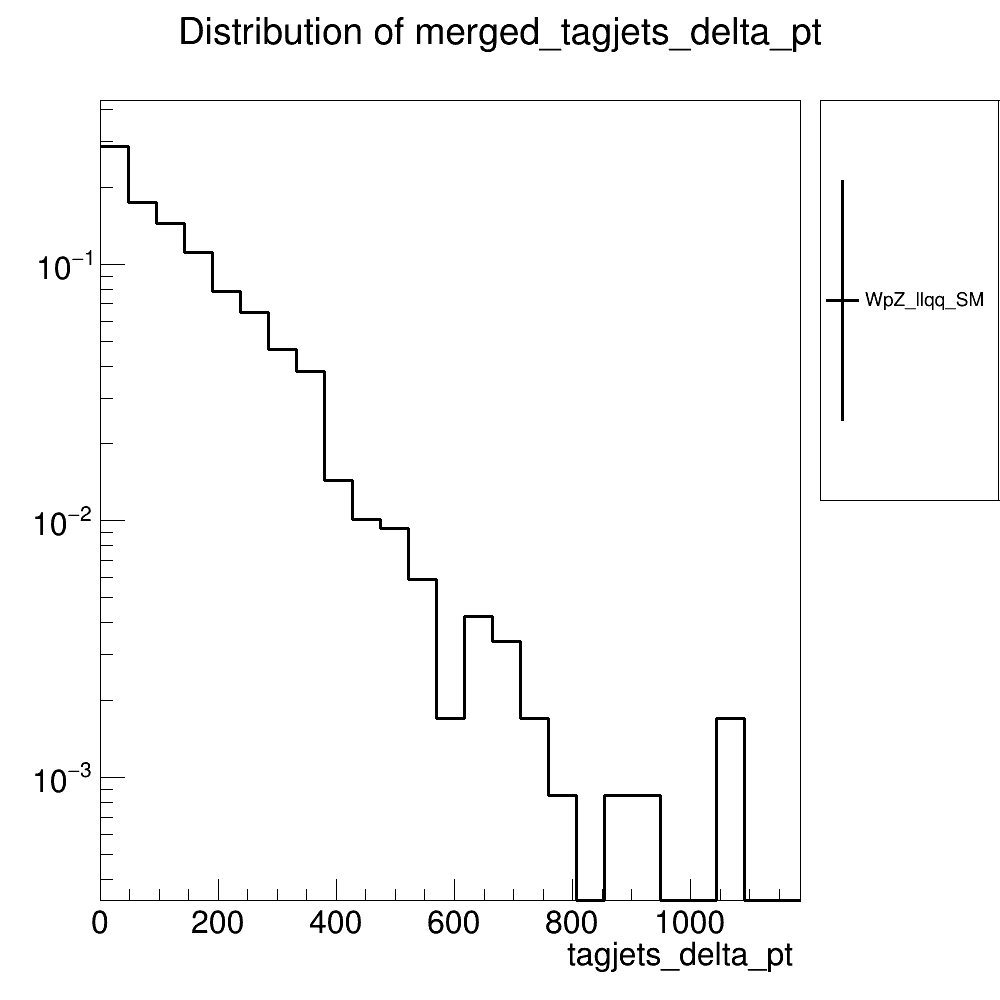 Distribution of merged_tagjets_delta_pt
10⁻¹
10⁻²
10⁻³
0 200 400 600 800 1000
tagjets_delta_pt
WpZ_llqq_SM